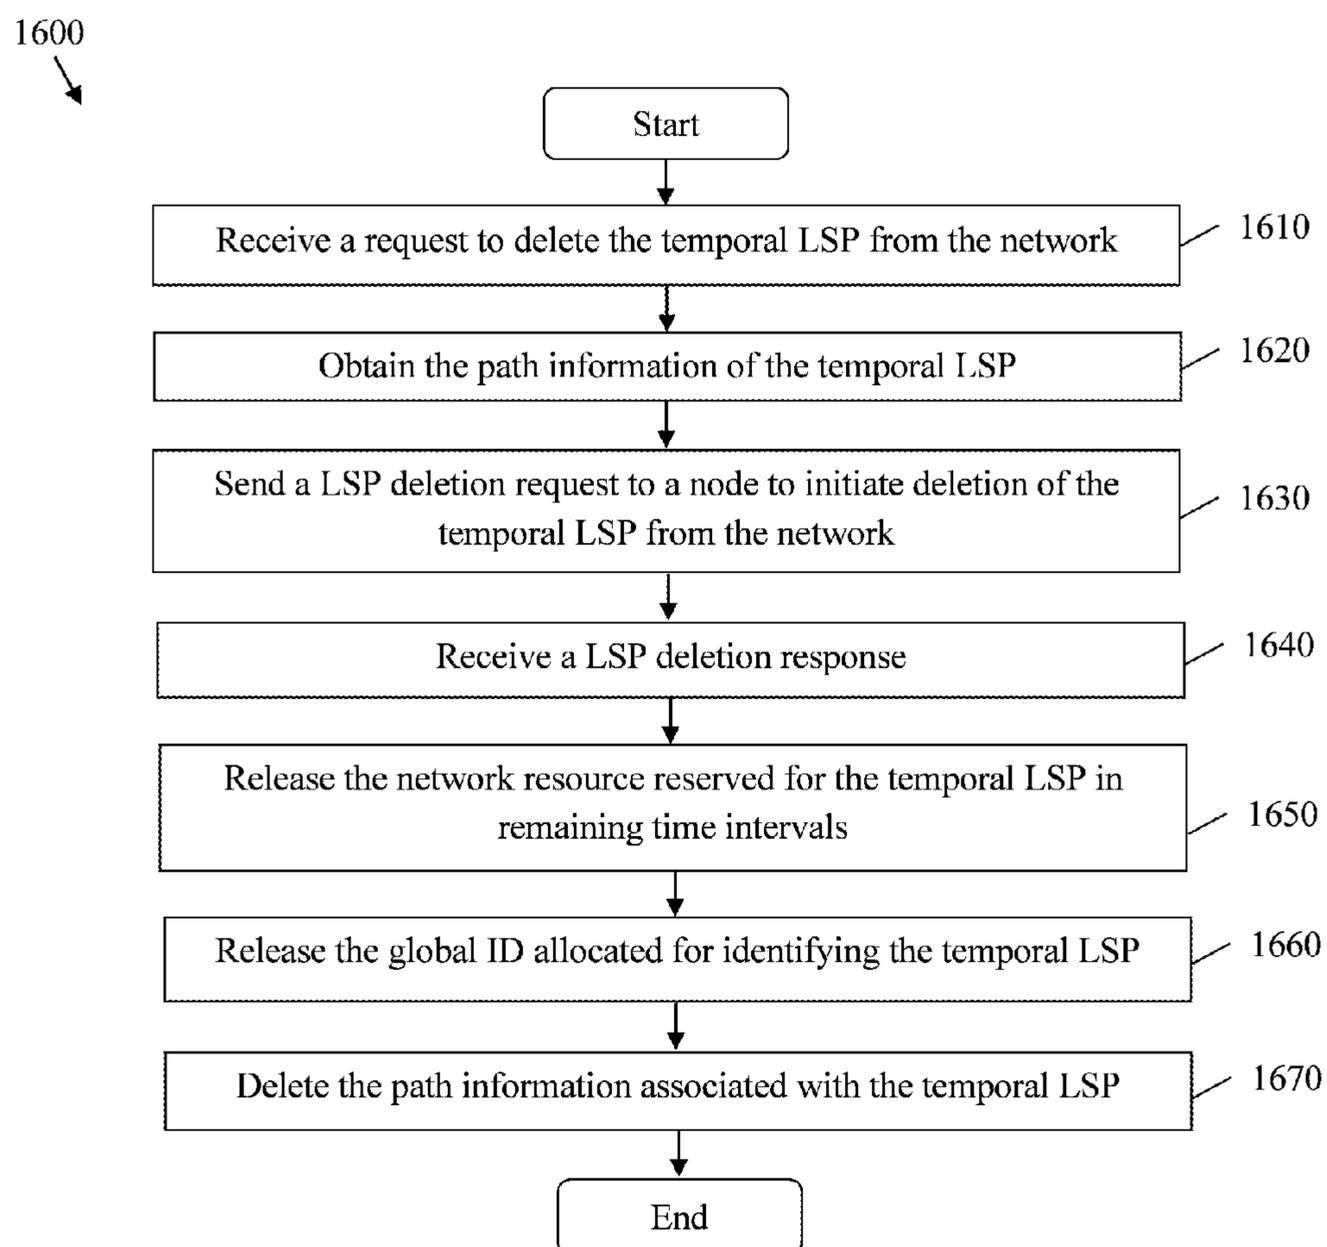 1600
Start
Receive a request to delete the temporal LSP from the network
1610
Obtain the path information of the temporal LSP
1620
Send a LSP deletion request to a node to initiate deletion of the
temporal LSP from the network
1630
Receive a LSP deletion response
1640
Release the network resource reserved for the temporal LSP in
remaining time intervals
1650
Release the global ID allocated for identifying the temporal LSP
1660
Delete the path information associated with the temporal LSP
1670
End